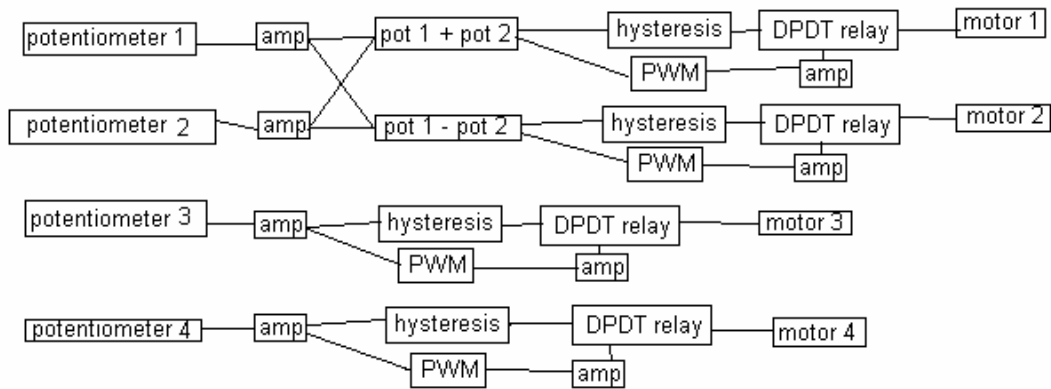 potentiometer 1
amp
pot 1 + pot 2
hysteresis
DPDT relay
motor 1
PWM
amp
potentiometer 2
amp
pot 1 - pot 2
hysteresis
DPDT relay
motor 2
PWM
amp
potentiometer 3
amp
hysteresis
DPDT relay
motor 3
PWM
amp
potentiometer 4
amp
hysteresis
DPDT relay
motor 4
PWM
amp